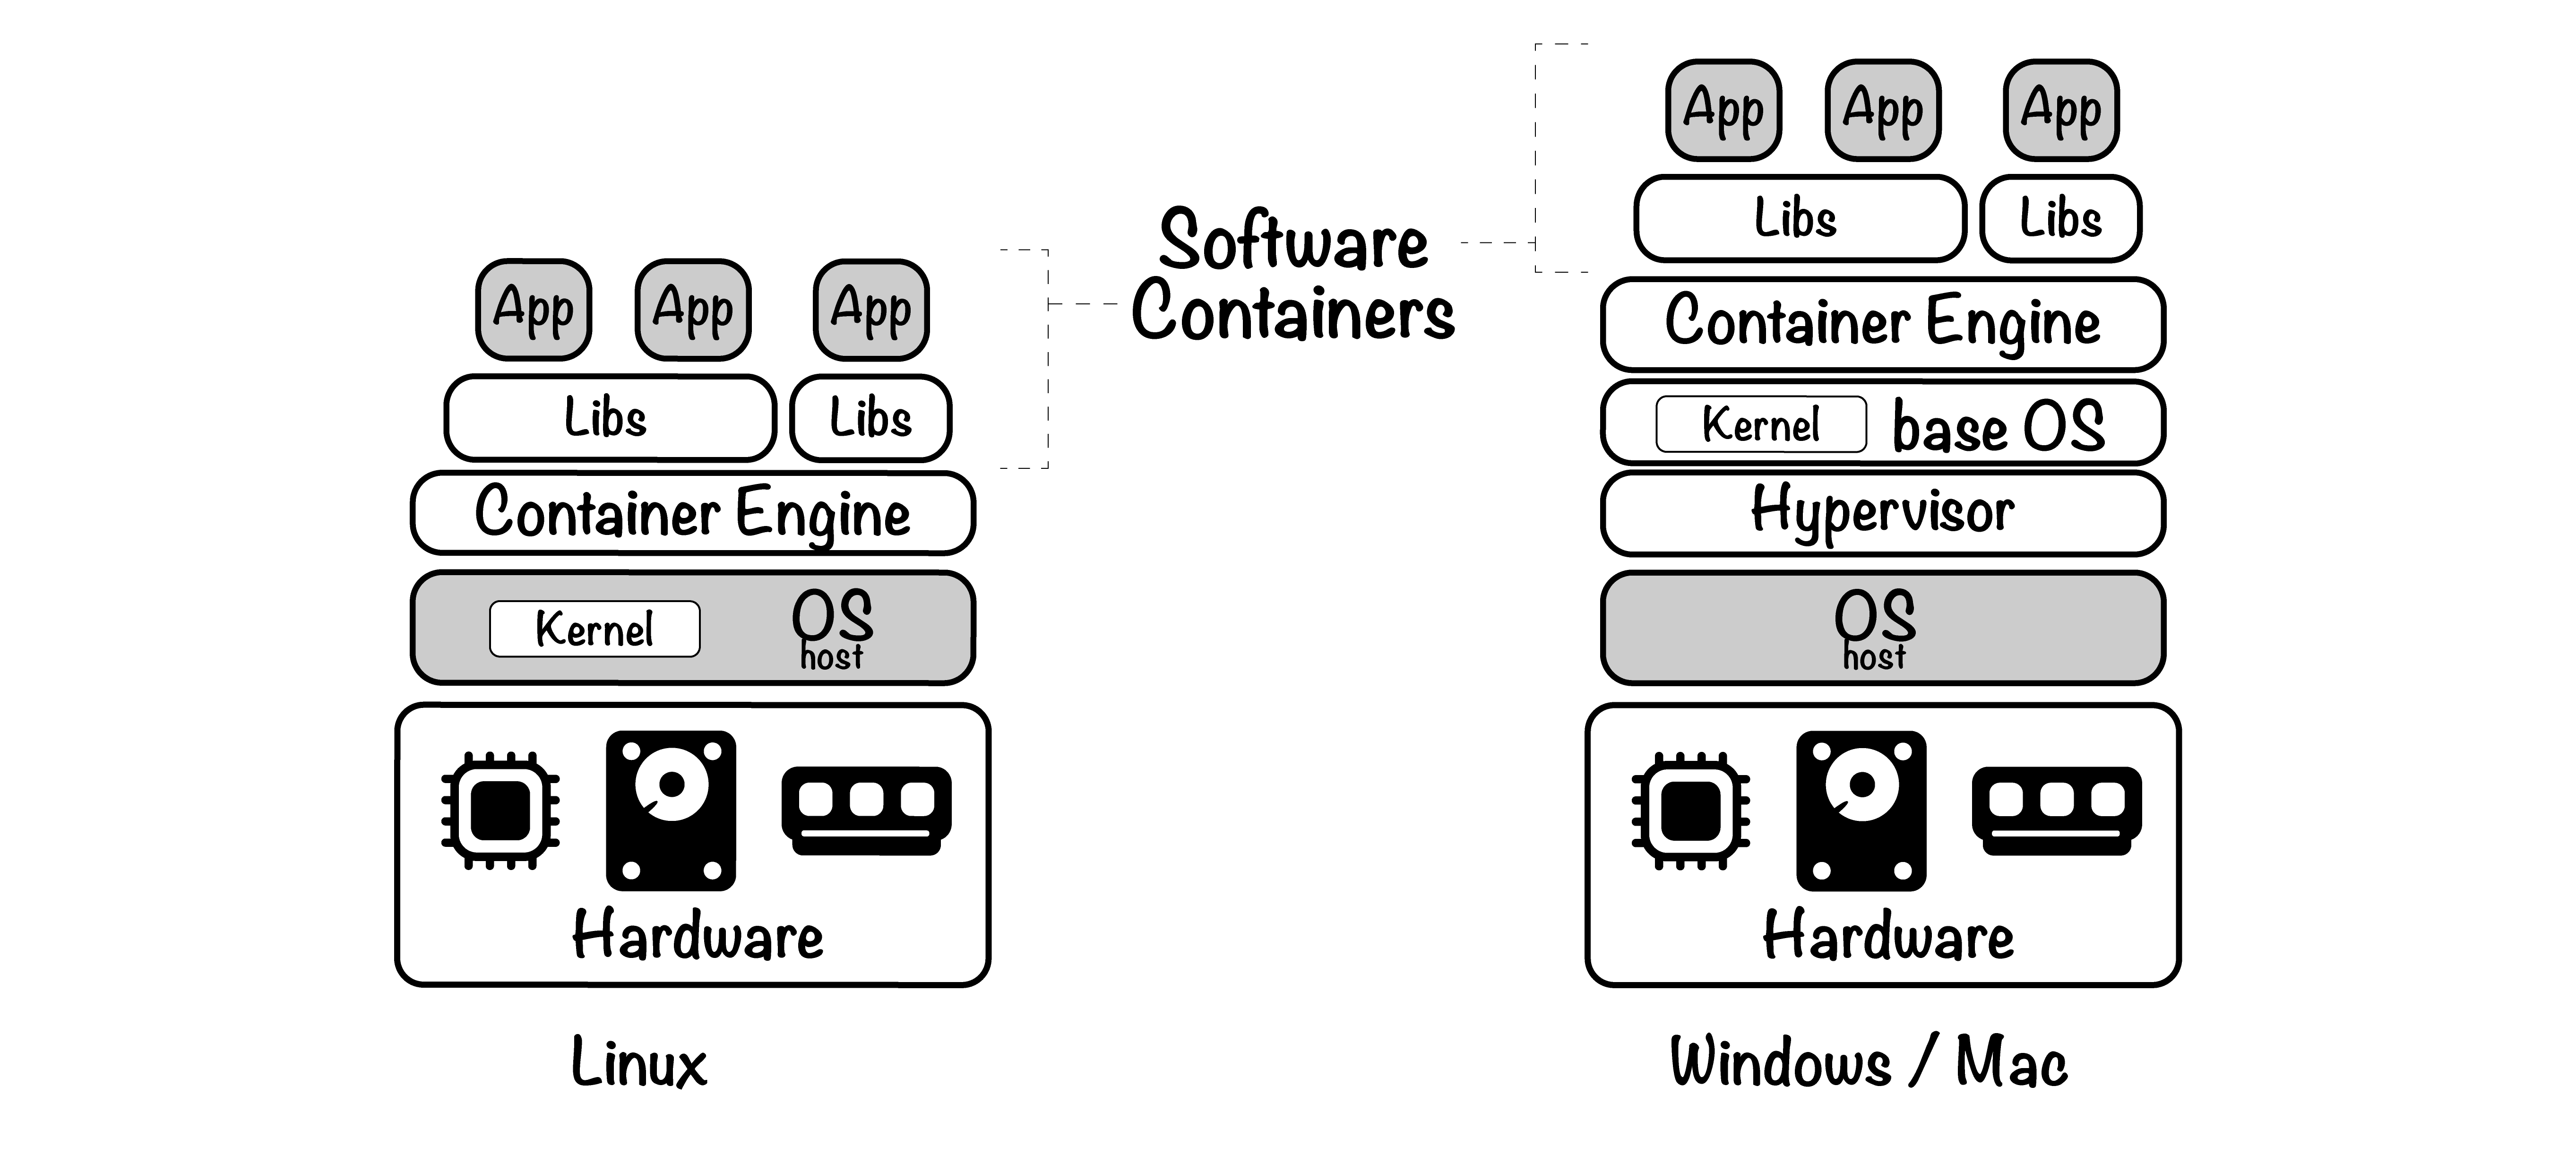 App App App
Libs Libs
Container Engine
Kernel OS
host
Hardware
Linux
Software
Containers
App App App
Libs Libs
Container Engine
Kernel base OS
Hypervisor
OS
host
Hardware
Windows / Mac